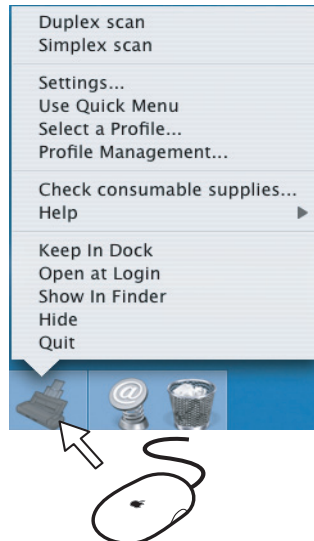 Duplex scan
Simplex scan
Settings...
Use Quick Menu
Select a Profile...
Profile Management...
Check consumable supplies...
Help
Keep In Dock
Open at Login
Show In Finder
Hide
Quit
@